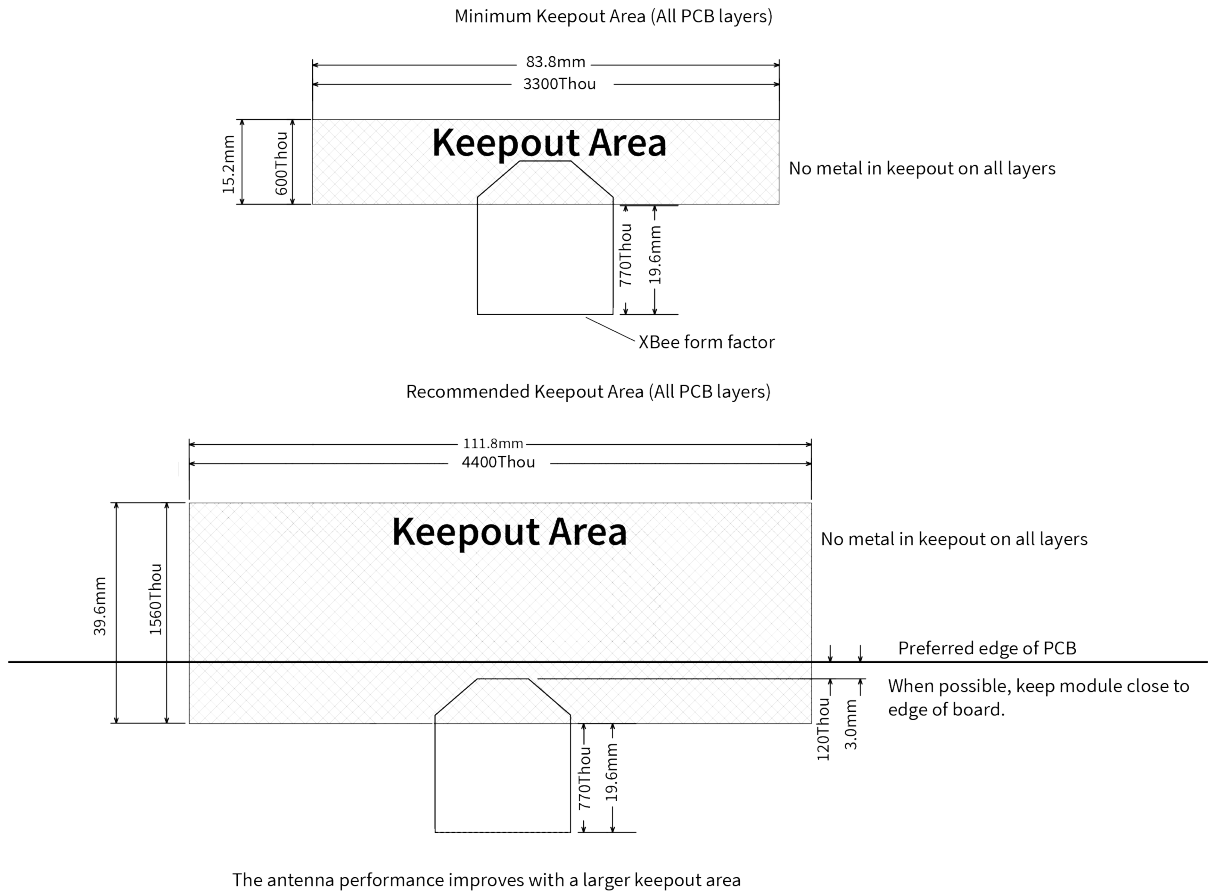 Minimum Keepout Area (All PCB layers)
83.8mm
3300Thou
Keepout Area
15.2mm
600Thou
No metal in keepout on all layers
770Thou
19.6mm
XBee form factor
Recommended Keepout Area (All PCB layers)
111.8mm
4400Thou
Keepout Area
No metal in keepout on all layers
39.6mm
1560Thou
Preferred edge of PCB
When possible, keep module close to
edge of board.
120Thou
3.0mm
770Thou
19.6mm
The antenna performance improves with a larger keepout area